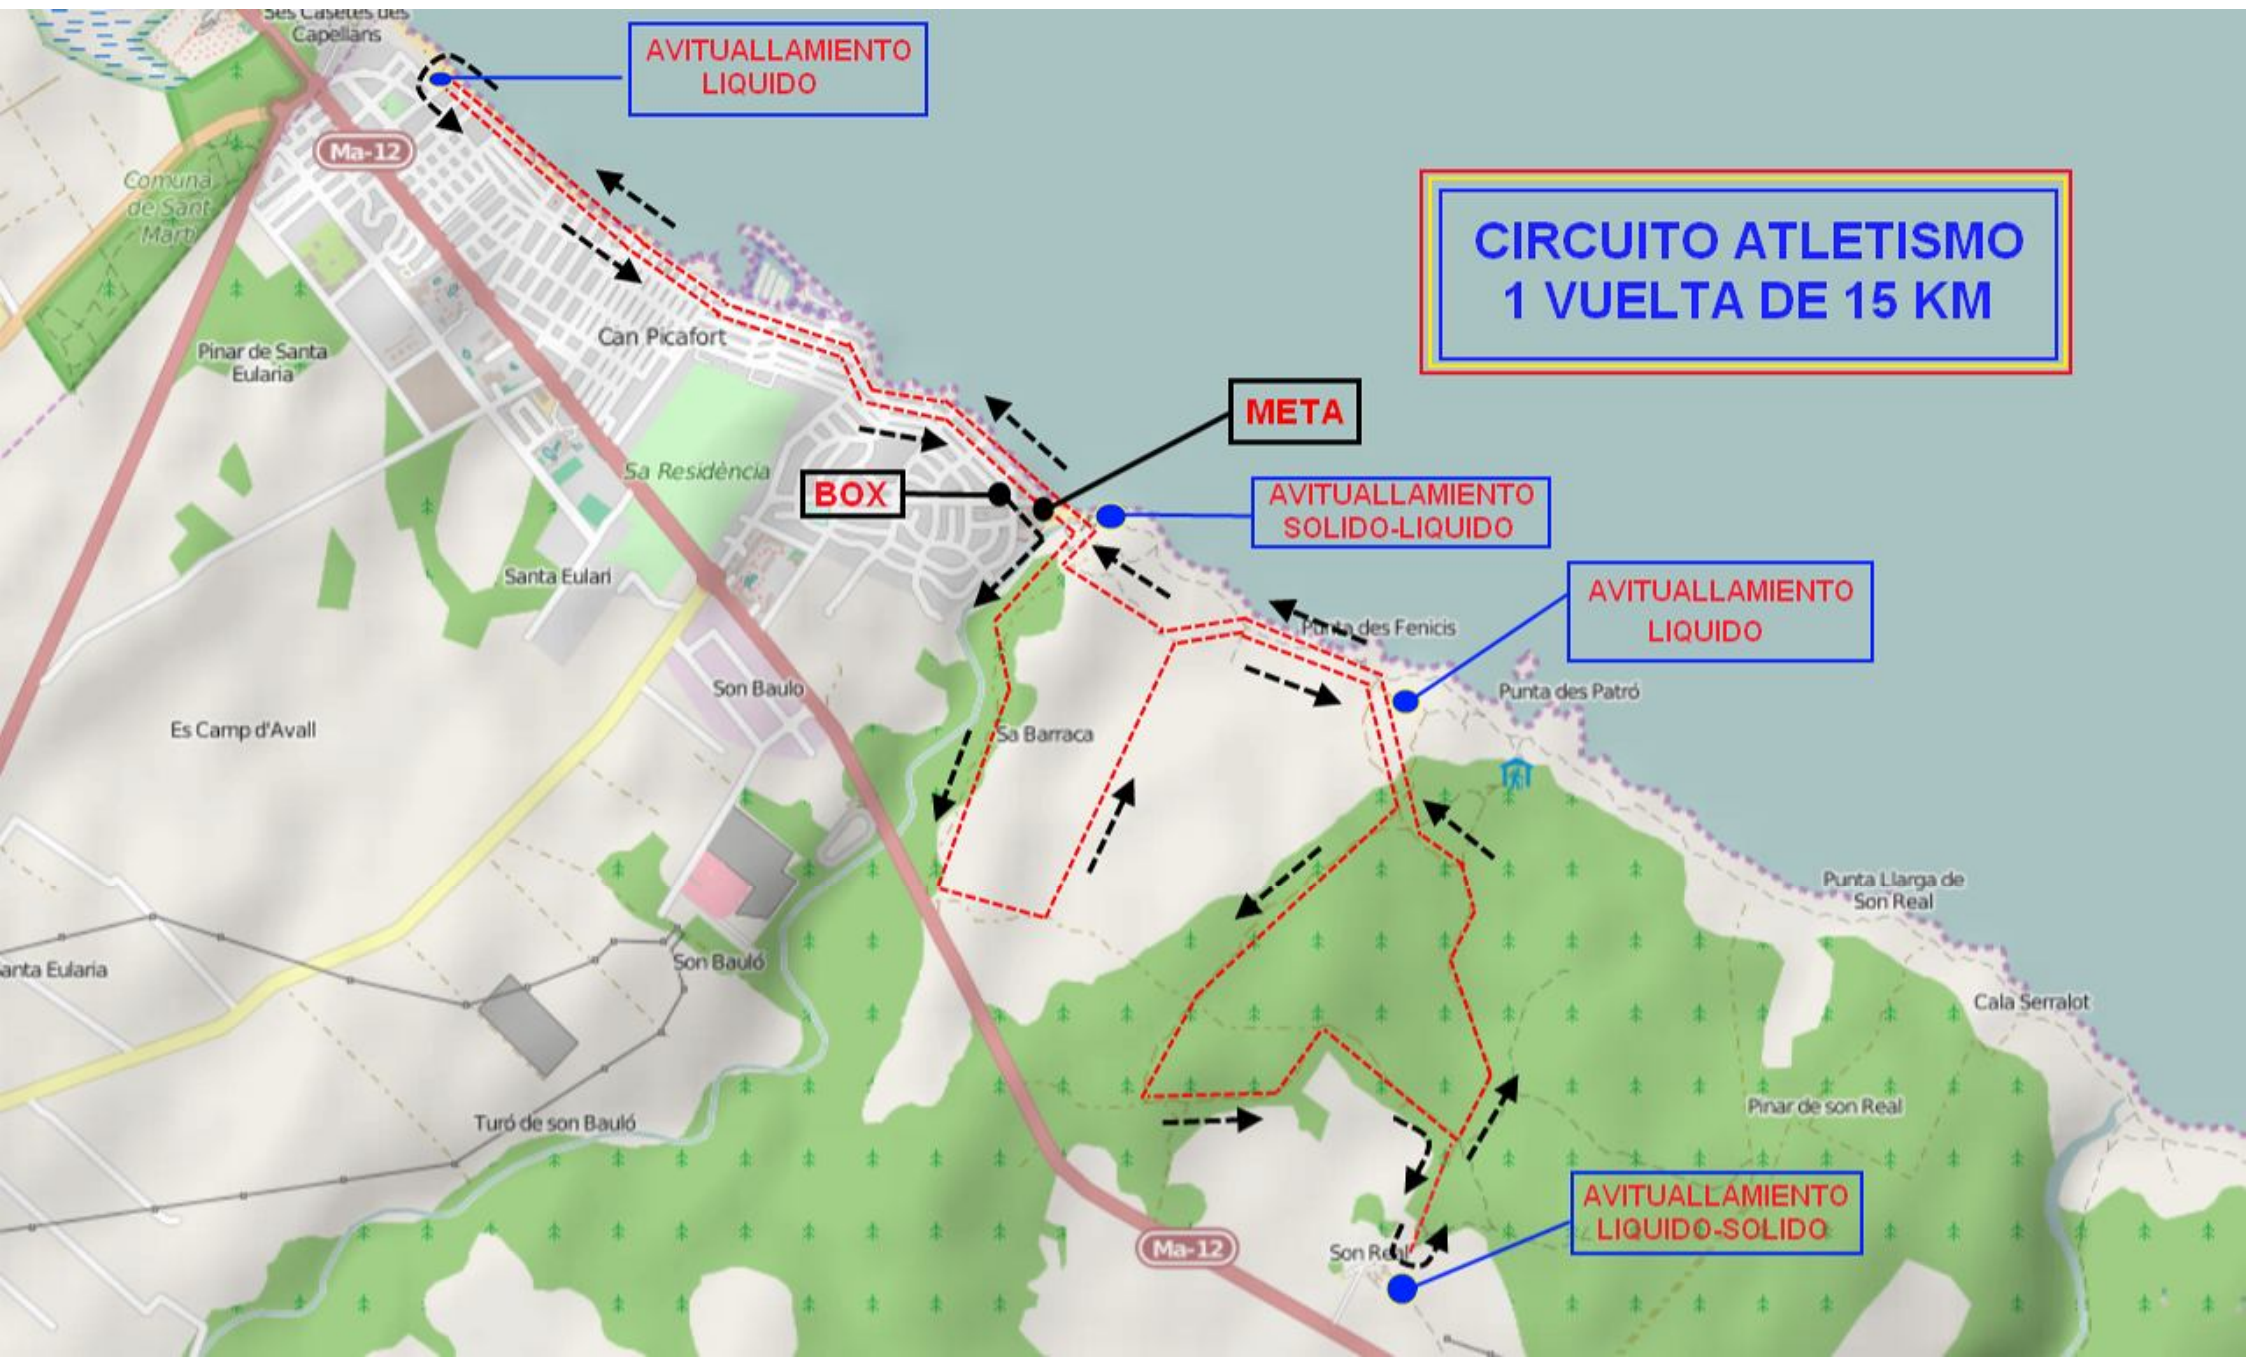 Ses Casetes des
Capellans
AVITUALLAMIENTO
LIQUIDO
Ma-12
Comuna
de Sant
Martí
CIRCUITO ATLETISMO
1 VUELTA DE 15 KM
Can Picafort
Pinar de Santa
Eularia
META
Sa Residència
BOX
AVITUALLAMIENTO
SOLIDO-LIQUIDO
Santa Eulari
AVITUALLAMIENTO
LIQUIDO
Punta des Fenicis
Son Baulo
Punta des Patró
Es Camp d'Avall
Sa Barraca
Punta Llarga de
Son Real
Son Bauló
anta Eularia
Cala Serralot
Pinar de son Real
Turó de son Bauló
AVITUALLAMIENTO
LIQUIDO-SOLIDO
Ma-12
Son Real